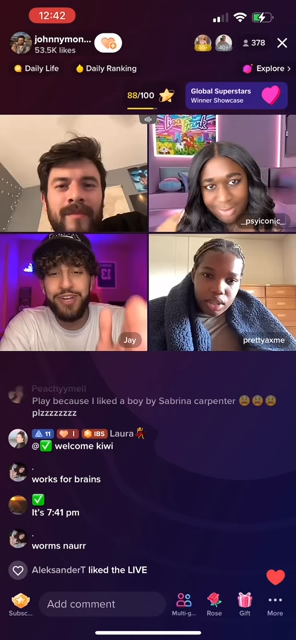 12:42
johnnymon...
53.5K likes
378
Daily Life
Daily Ranking
Explore >
88/100
Global Superstars
Winner Showcase
_psyiconic_
Jay
prettyaxme
Peachyymeii
Play because I liked a boy by Sabrina carpenter 😩😩😩
plzzzzzzzz
11 1 185 Laura💃
@✅ welcome kiwi
.
works for brains
✅
It's 7:41 pm
.
worms naurr
AleksanderT liked the LIVE
Subsc...
Add comment
Multi-g...
Rose
Gift
More